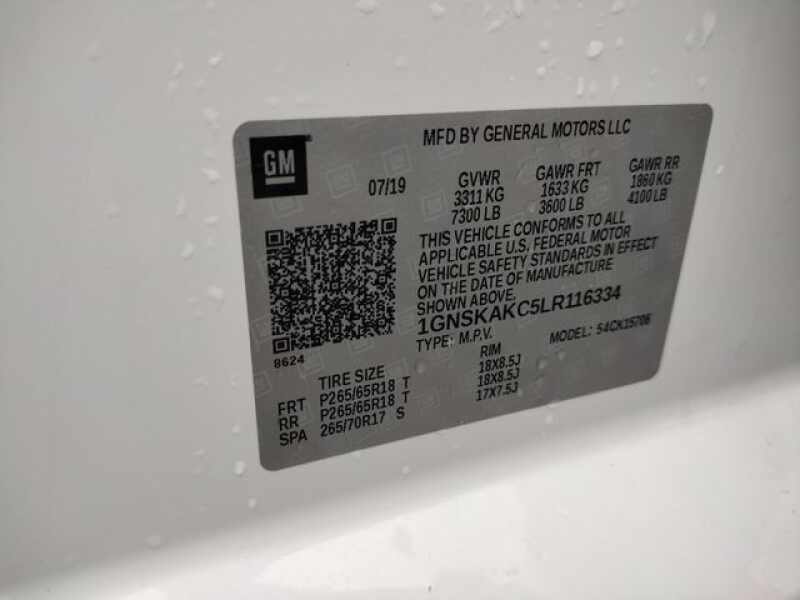 MFD BY GENERAL MOTORS LLC
GM
07/19 GVWR GAWR FRT GAWR RR
3311 KG 1633 KG 1860 KG
7300 LB 3600 LB 4100 LB
THIS VEHICLE CONFORMS TO ALL
APPLICABLE U.S. FEDERAL MOTOR
VEHICLE SAFETY STANDARDS IN EFFECT
ON THE DATE OF MANUFACTURE
SHOWN ABOVE.
1GNSKAKC5LR116334
TYPE: M.P.V. MODEL: 54CK15706
8624
TIRE SIZE RIM
FRT P265/65R18 T 18X8.5J
RR P265/65R18 T 18X8.5J
SPA 265/70R17 S 17X7.5J